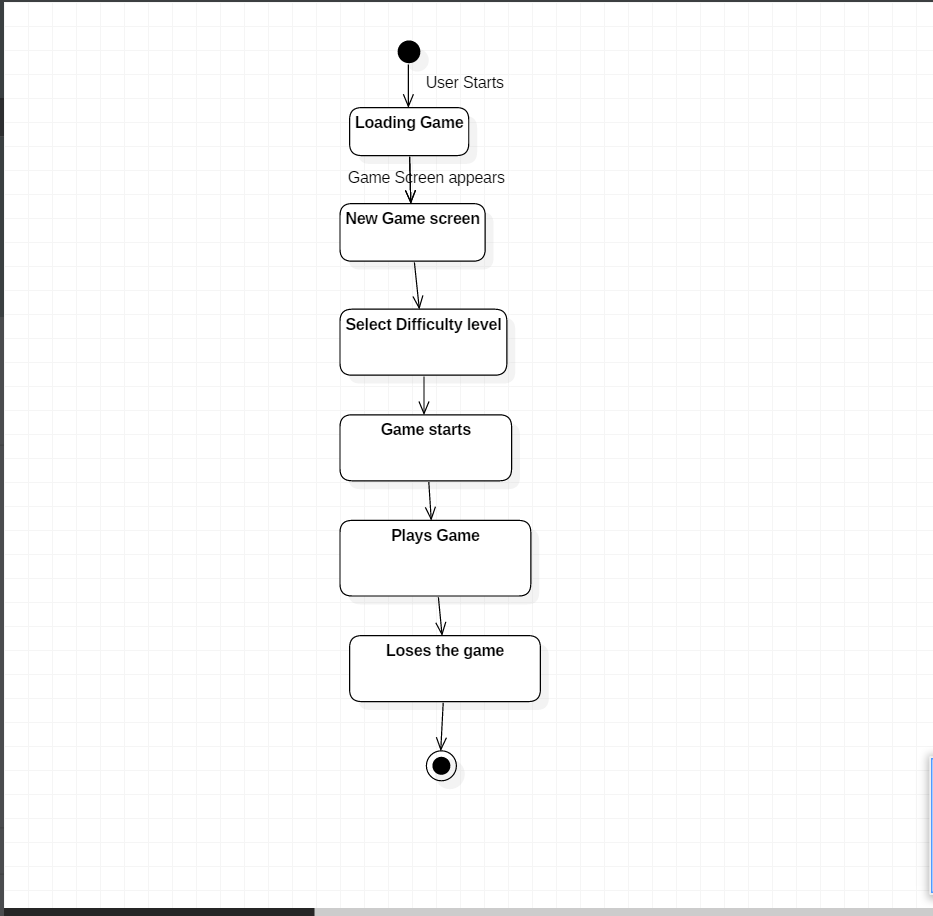 User Starts
Loading Game
Game Screen appears
New Game screen
Select Difficulty level
Game starts
Plays Game
Loses the game